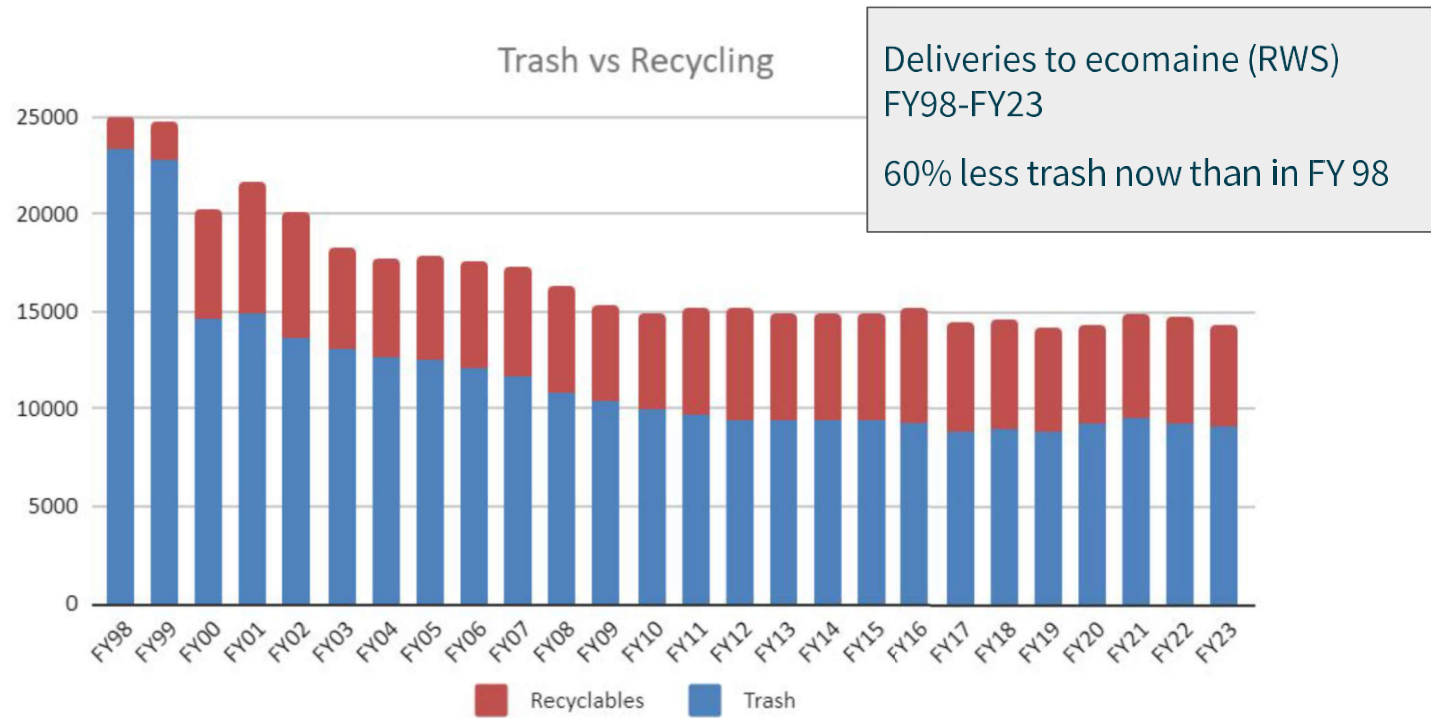 Trash vs Recycling
Deliveries to ecomaine (RWS)
FY98-FY23
60% less trash now than in FY 98
25000
20000
15000
10000
5000
0
FY98
FY99
FY00
FY01
FY02
FY03
FY04
FY05
FY06
FY07
FY08
FY09
FY10
FY11
FY12
FY13
FY14
FY15
FY16
FY17
FY18
FY19
FY20
FY21
FY22
FY23
Recyclables
Trash